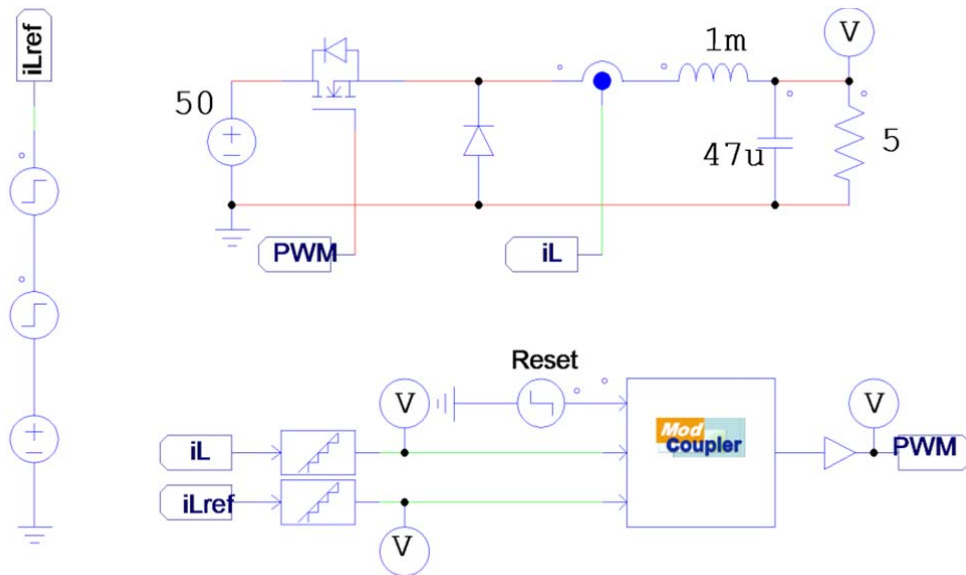 iLref
50
1m
V
47u
5
PWM
iL
Reset
V
V
iL
iLref
V
Mod
Coupler
PWM